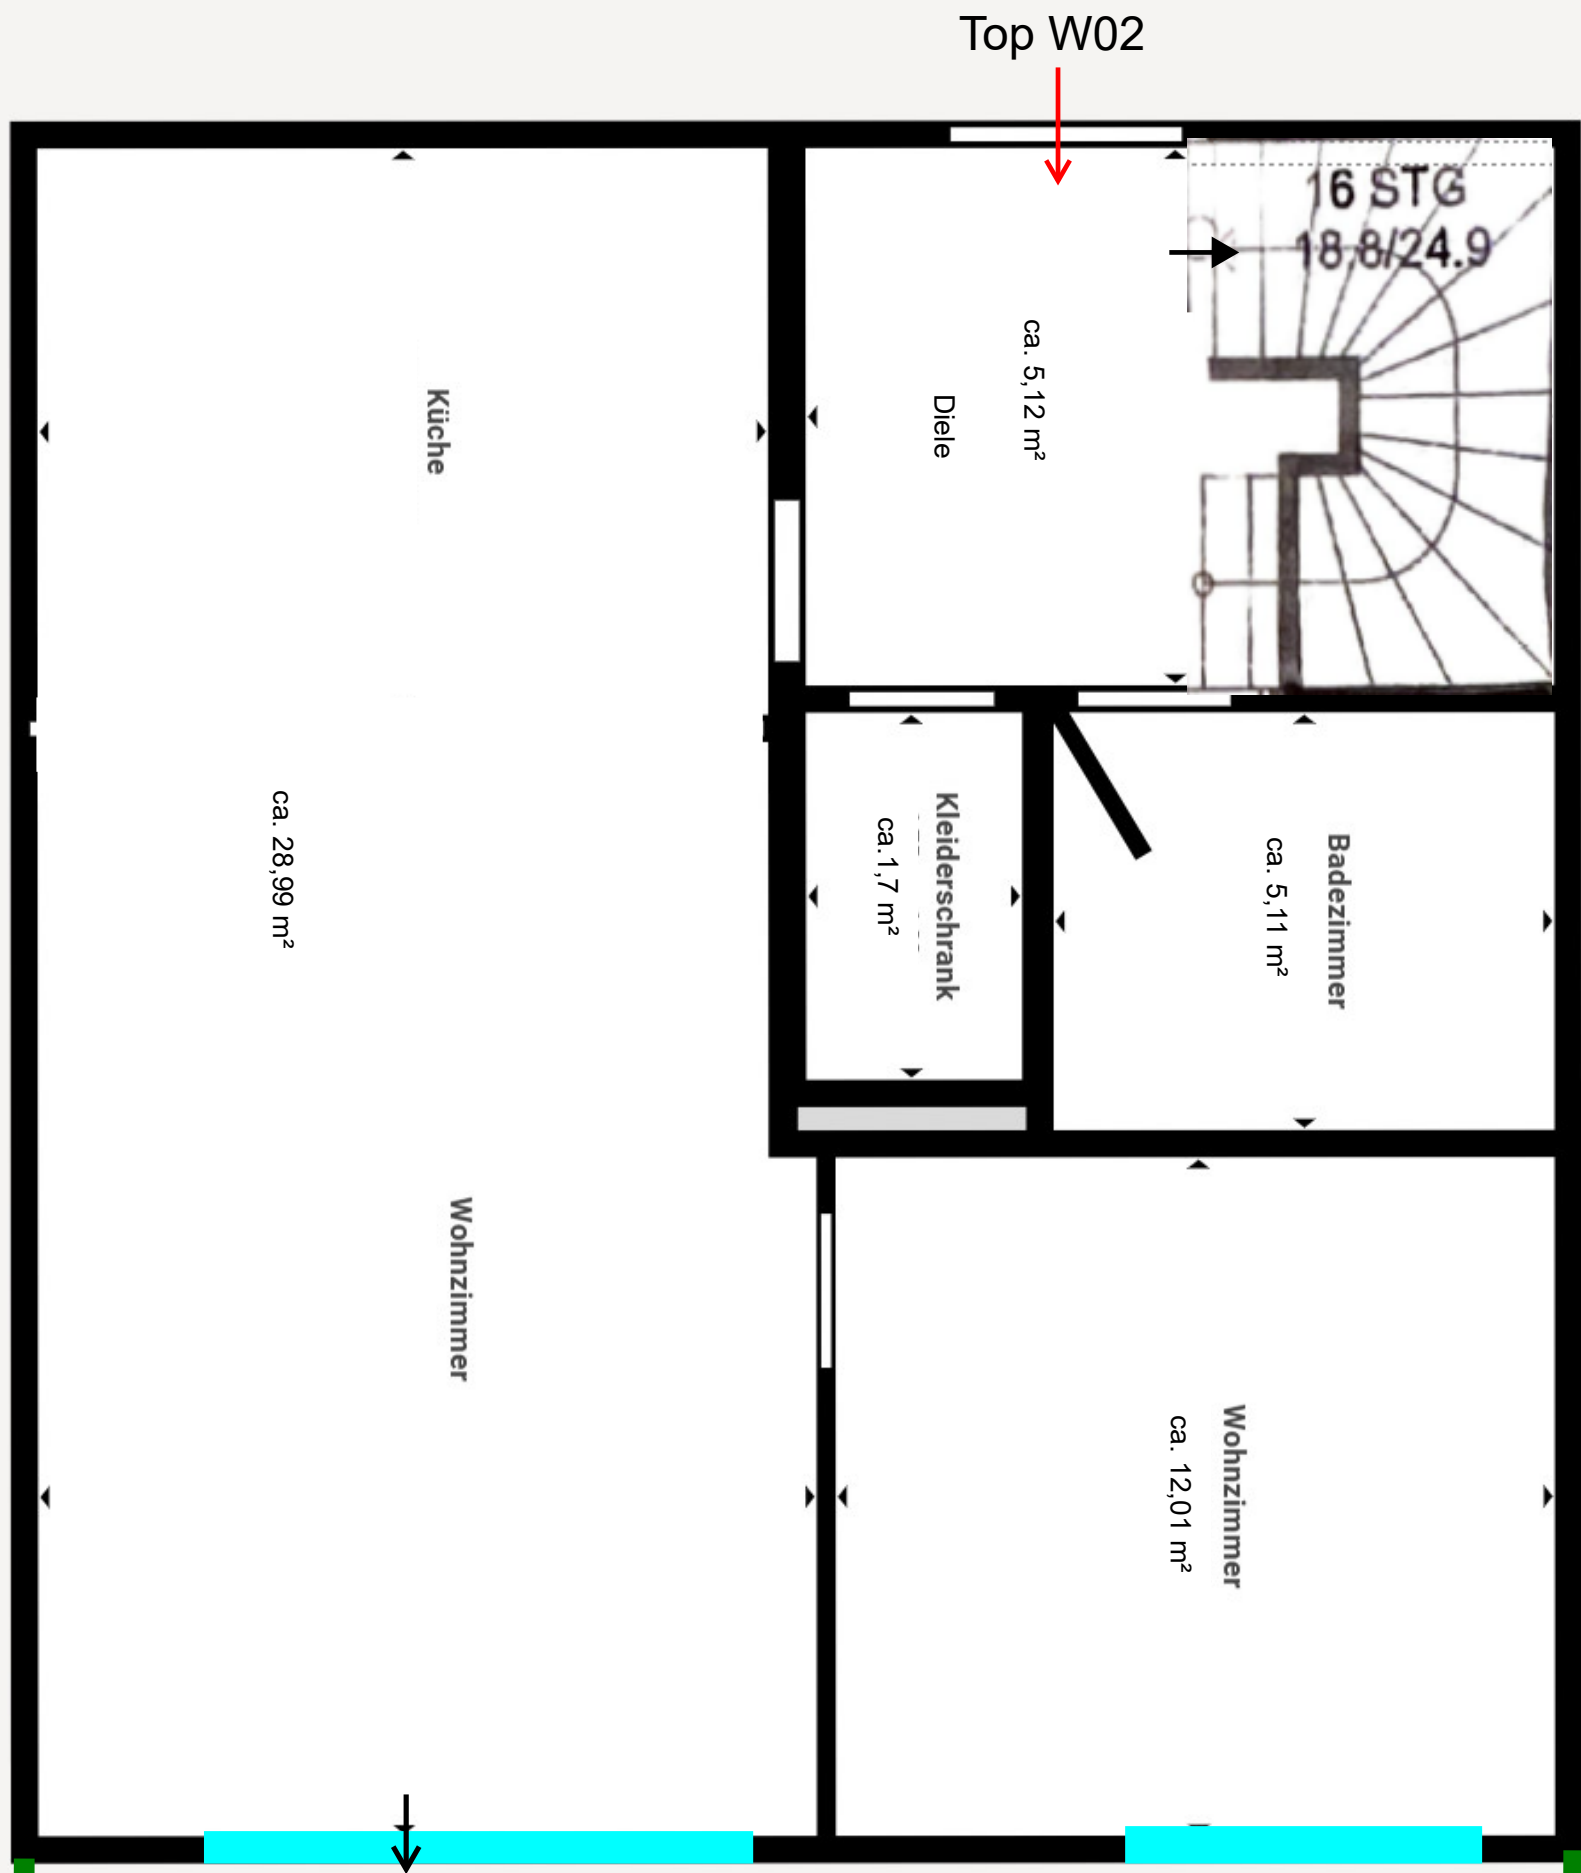 Top W02
16 STG
18.8/24.9
Küche
ca. 5,12 m²
Diele
ca. 28,99 m²
Kleiderschrank
ca.1,7 m²
Badezimmer
ca. 5,11 m²
Wohnzimmer
Wohnzimmer
ca. 12,01 m²